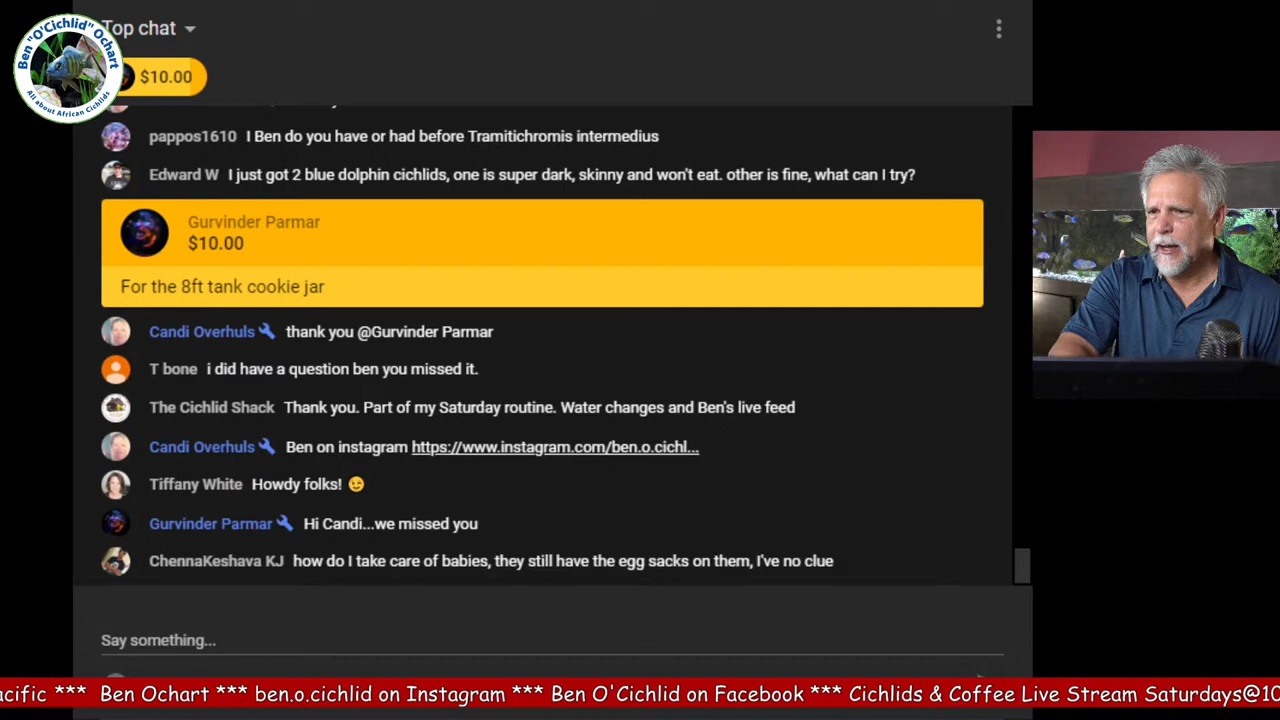 Ben "O'Cichlid" Ochart
All about African Cichlids
Top chat
$10.00
pappos1610 I Ben do you have or had before Tramitichromis intermedius
Edward W I just got 2 blue dolphin cichlids, one is super dark, skinny and won't eat. other is fine, what can I try?
Gurvinder Parmar
$10.00
For the 8ft tank cookie jar
Candi Overhuls thank you @Gurvinder Parmar
T bone i did have a question ben you missed it.
The Cichlid Shack Thank you. Part of my Saturday routine. Water changes and Ben's live feed
Candi Overhuls Ben on instagram https://www.instagram.com/ben.o.cichl...
Tiffany White Howdy folks! 😉
Gurvinder Parmar Hi Candi...we missed you
ChennaKeshava KJ how do I take care of babies, they still have the egg sacks on them, I've no clue
Say something...
acific *** Ben Ochart *** ben.o.cichlid on Instagram *** Ben O'Cichlid on Facebook *** Cichlids & Coffee Live Stream Saturdays@10